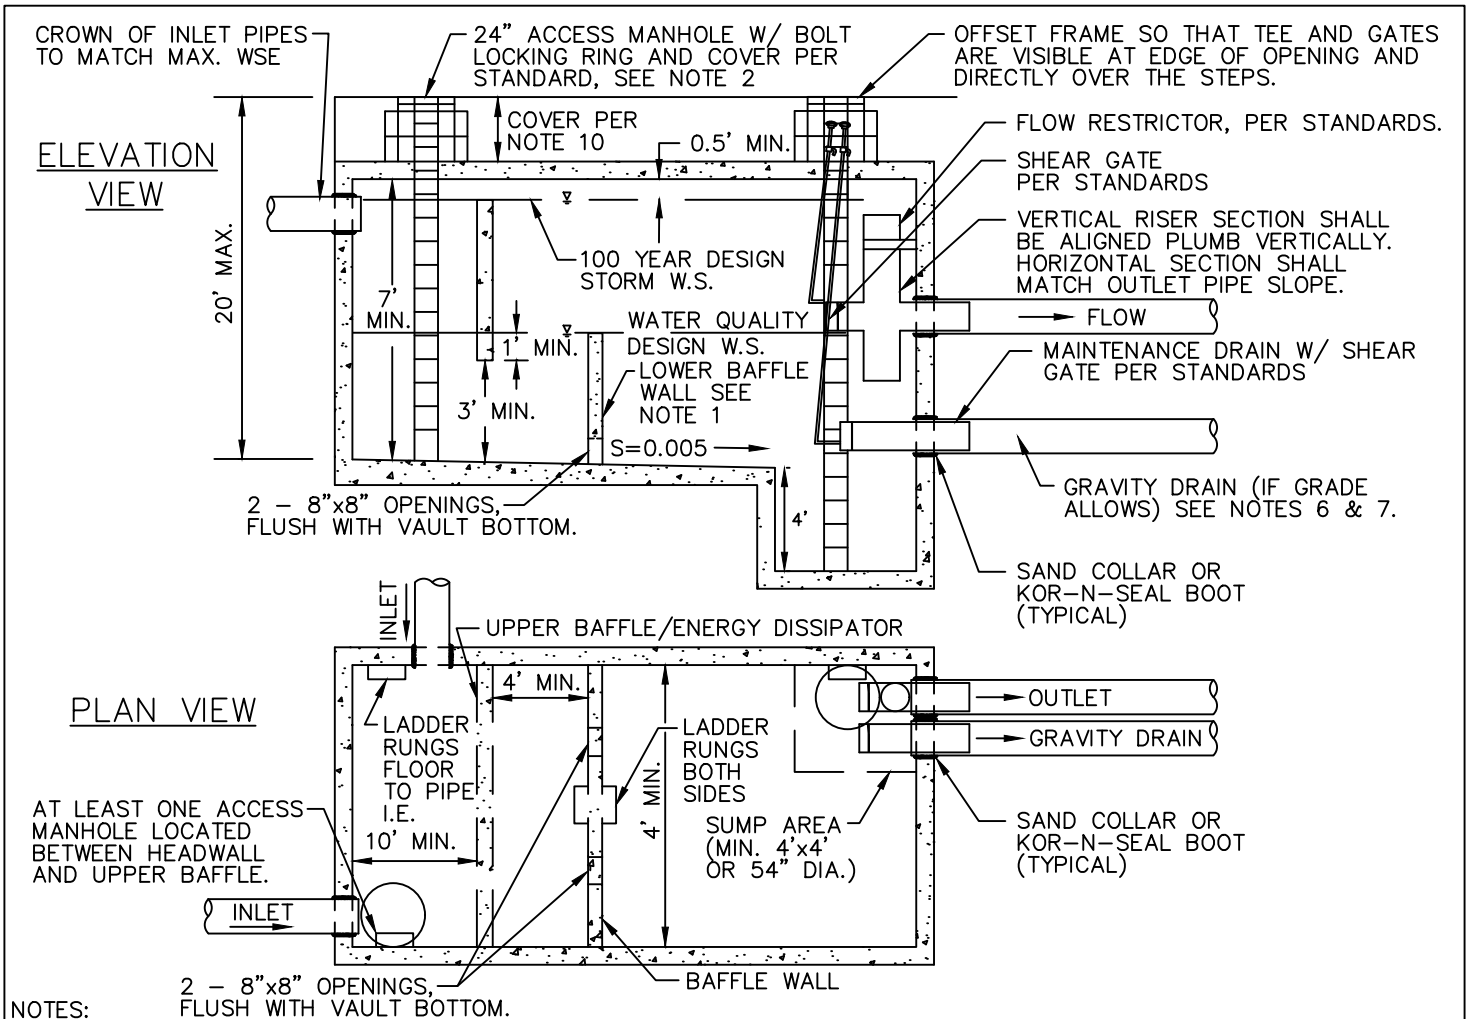 CROWN OF INLET PIPES
TO MATCH MAX. WSE
24” ACCESS MANHOLE W/ BOLT
LOCKING RING AND COVER PER
STANDARD, SEE NOTE 2
OFFSET FRAME SO THAT TEE AND GATES
ARE VISIBLE AT EDGE OF OPENING AND
DIRECTLY OVER THE STEPS.
ELEVATION
VIEW
COVER PER
NOTE 10
0.5' MIN.
FLOW RESTRICTOR, PER STANDARDS.
SHEAR GATE
PER STANDARDS
VERTICAL RISER SECTION SHALL
BE ALIGNED PLUMB VERTICALLY.
HORIZONTAL SECTION SHALL
MATCH OUTLET PIPE SLOPE.
20' MAX.
7'
MIN.
100 YEAR DESIGN
STORM W.S.
FLOW
1' MIN.
WATER QUALITY
DESIGN W.S.
LOWER BAFFLE
WALL SEE
NOTE 1
MAINTENANCE DRAIN W/ SHEAR
GATE PER STANDARDS
3' MIN.
S=0.005
2 – 8”x8” OPENINGS,
FLUSH WITH VAULT BOTTOM.
4'
GRAVITY DRAIN (IF GRADE
ALLOWS) SEE NOTES 6 & 7.
SAND COLLAR OR
KOR–N–SEAL BOOT
(TYPICAL)
INLET
UPPER BAFFLE/ENERGY DISSIPATOR
PLAN VIEW
4' MIN.
LADDER
RUNGS
FLOOR
TO PIPE
I.E.
LADDER
RUNGS
BOTH
SIDES
4' MIN.
OUTLET
GRAVITY DRAIN
AT LEAST ONE ACCESS
MANHOLE LOCATED
BETWEEN HEADWALL
AND UPPER BAFFLE.
10' MIN.
SUMP AREA
(MIN. 4'x4'
OR 54” DIA.)
SAND COLLAR OR
KOR–N–SEAL BOOT
(TYPICAL)
INLET
BAFFLE WALL
2 – 8”x8” OPENINGS,
FLUSH WITH VAULT BOTTOM.
NOTES: